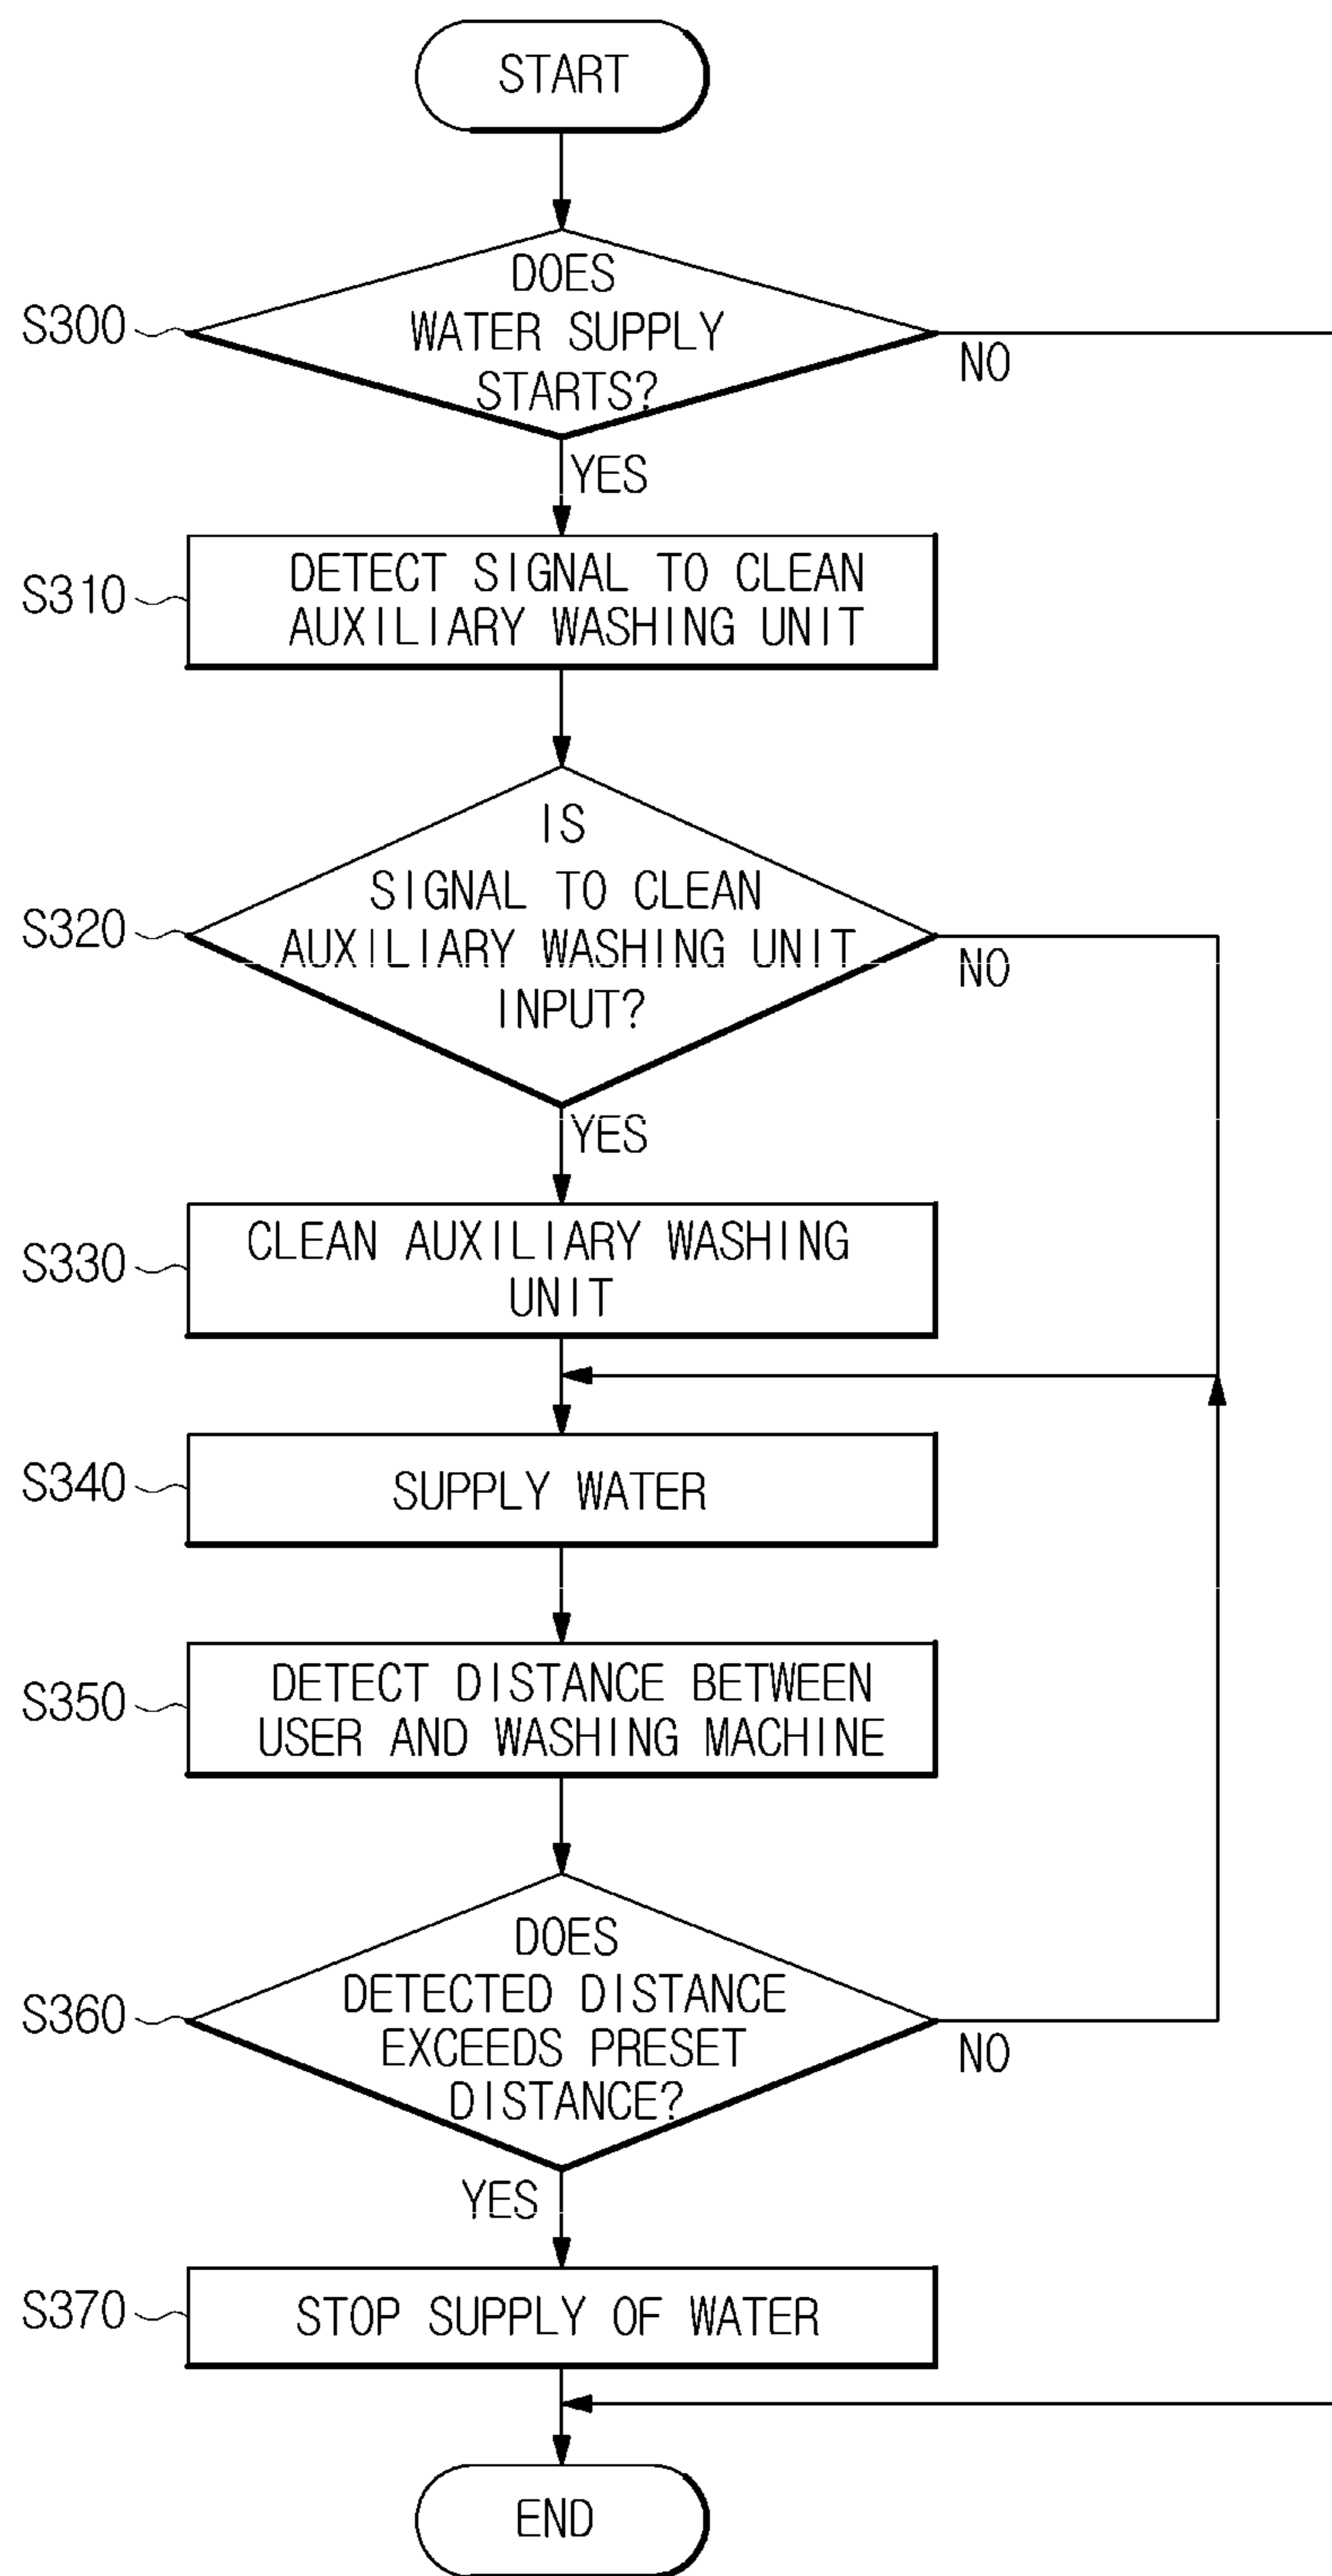 START
DOES
WATER SUPPLY
STARTS?
S300
NO
YES
S310
DETECT SIGNAL TO CLEAN
AUXILIARY WASHING UNIT
IS
SIGNAL TO CLEAN
AUXILIARY WASHING UNIT
INPUT?
S320
NO
YES
S330
CLEAN AUXILIARY WASHING
UNIT
S340
SUPPLY WATER
S350
DETECT DISTANCE BETWEEN
USER AND WASHING MACHINE
DOES
DETECTED DISTANCE
EXCEEDS PRESET
DISTANCE?
S360
NO
YES
S370
STOP SUPPLY OF WATER
END